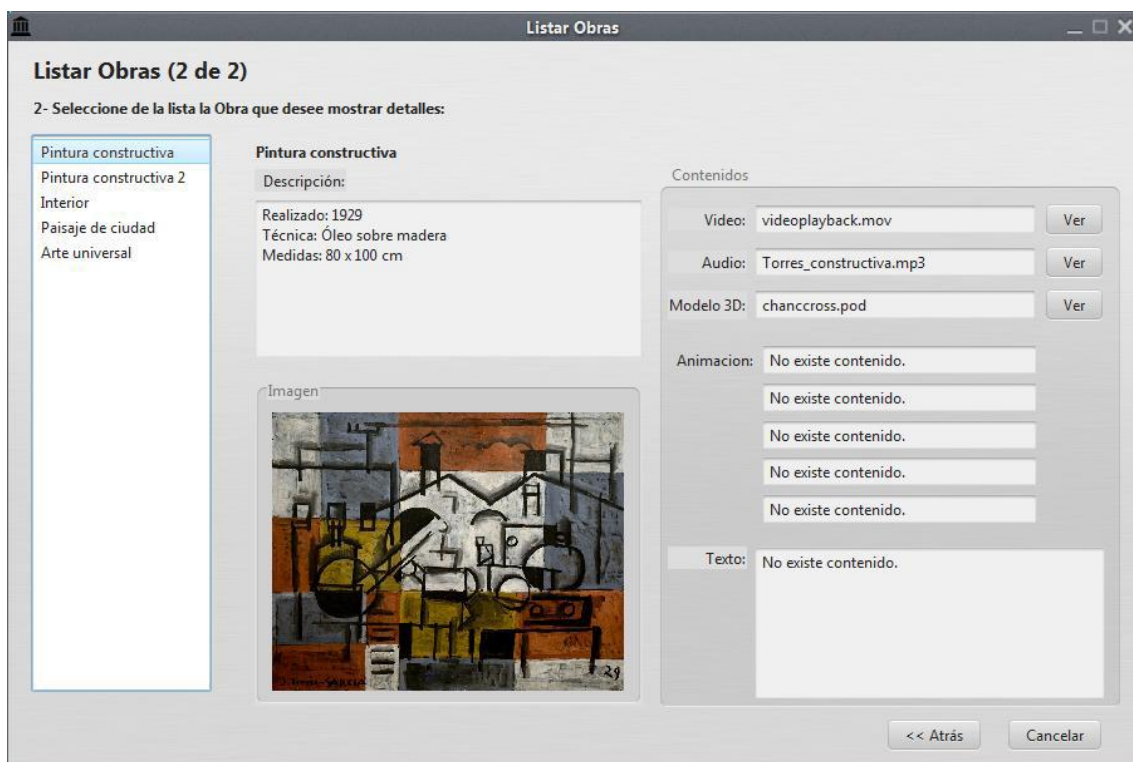 Listar Obras
Listar Obras (2 de 2)
2- Seleccione de la lista la Obra que desee mostrar detalles:
Pintura constructiva
Pintura constructiva 2
Interior
Paisaje de ciudad
Arte universal
Pintura constructiva
Descripción:
Realizado: 1929
Técnica: Óleo sobre madera
Medidas: 80 x 100 cm
Imagen
29
Contenidos
Video: videoplayback.mov Ver
Audio: Torres_constructiva.mp3 Ver
Modelo 3D: chanccross.pod Ver
Animacion: No existe contenido.
No existe contenido.
No existe contenido.
No existe contenido.
No existe contenido.
Texto: No existe contenido.
<< Atrás Cancelar